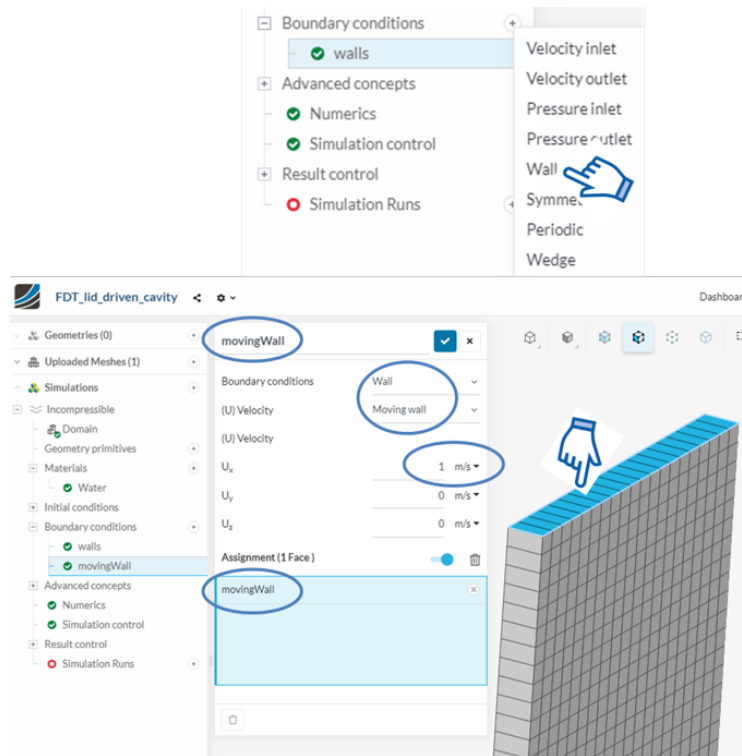 Boundary conditions
walls
Advanced concepts
Numerics
Simulation control
Result control
Simulation Runs
Velocity inlet
Velocity outlet
Pressure inlet
Pressure
Wall
Periodic
Wedge
FDT_lid_driven_cavity
Dashboar
Geometries (0)
Uploaded Meshes (1)
Simulations
Incompressible
Domain
Geometry primitives
Materials
Water
Initial conditions
Boundary conditions
walls
movingWall
Advanced concepts
Numerics
Simulation control
Result control
Simulation Runs
movingWall
Boundary conditions Wall
(U) Velocity Moving wall
(U) Velocity
Ux 1 m/s
Uy 0 m/s
Uz 0 m/s
Assignment (1 Face )
movingWall